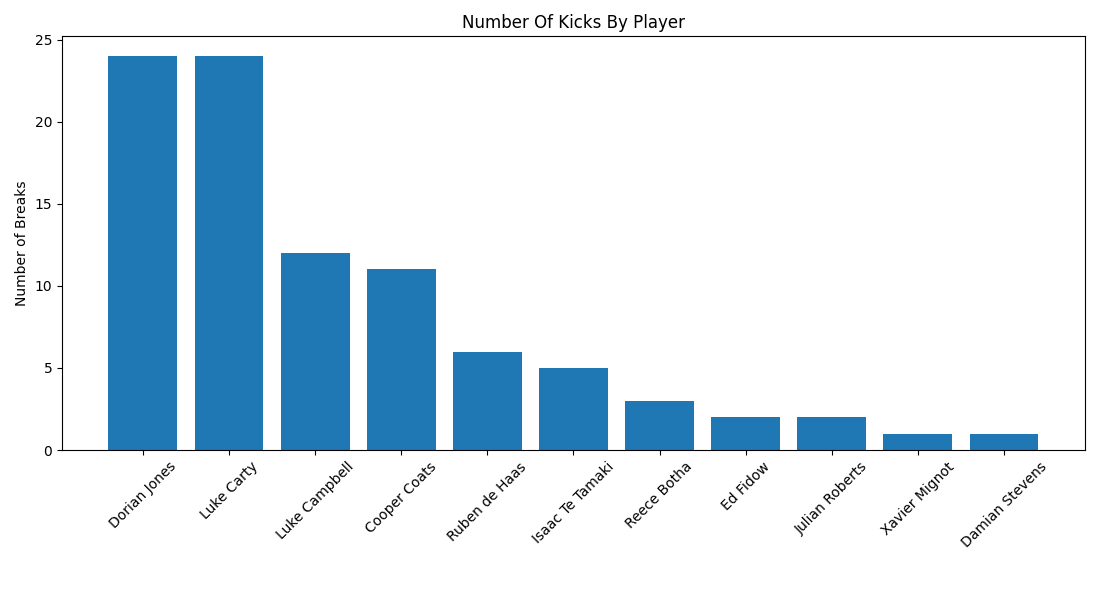 Number Of Kicks By Player
Number of Breaks
25
20
15
10
5
0
Dorian Jones
Luke Carty
Luke Campbell
Cooper Coats
Ruben de Haas
Isaac Te Tamaki
Reece Botha
Ed Fidow
Julian Roberts
Xavier Mignot
Damian Stevens